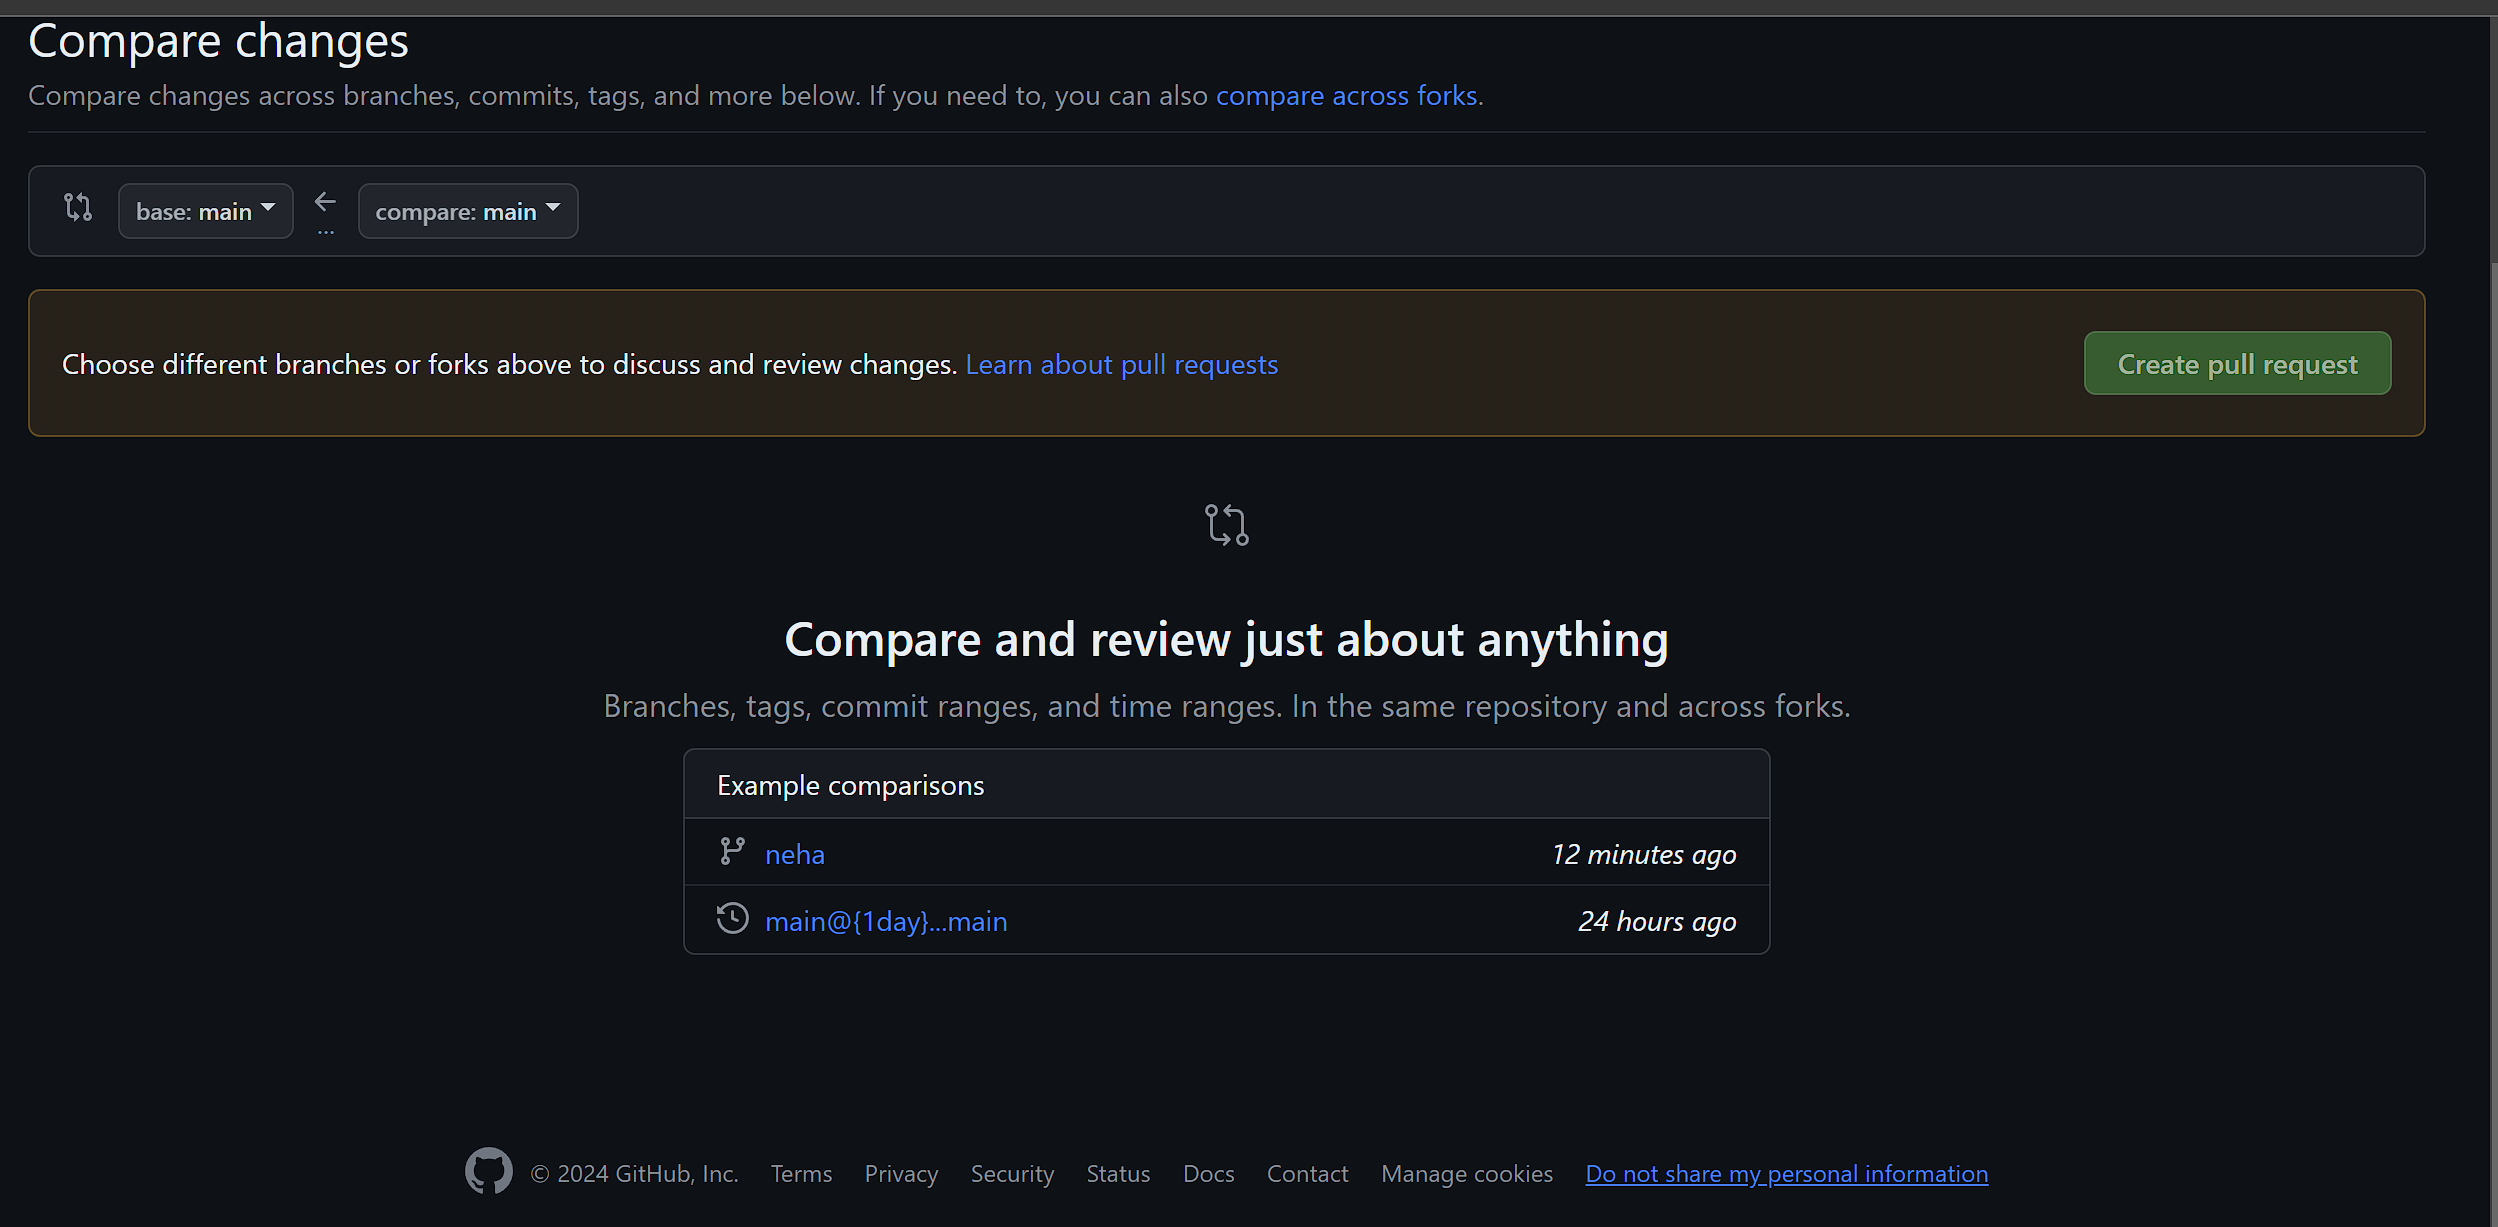 Compare changes
Compare changes across branches, commits, tags, and more below. If you need to, you can also compare across forks.
base: main
...
compare: main
Choose different branches or forks above to discuss and review changes. Learn about pull requests
Create pull request
Compare and review just about anything
Branches, tags, commit ranges, and time ranges. In the same repository and across forks.
Example comparisons
neha 12 minutes ago
main@{1day}...main 24 hours ago
© 2024 GitHub, Inc. Terms Privacy Security Status Docs Contact Manage cookies Do not share my personal information